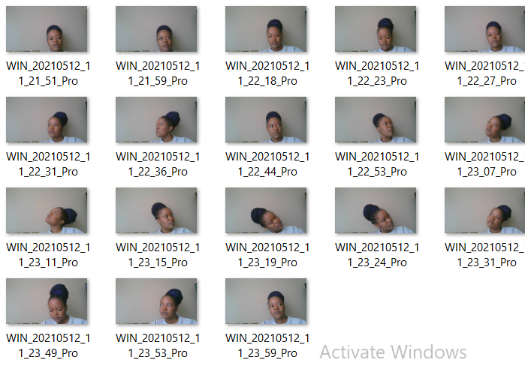 WIN_20210512_1
1_21_51_Pro
WIN_20210512_1
1_21_59_Pro
WIN_20210512_1
1_22_18_Pro
WIN_20210512_1
1_22_23_Pro
WIN_20210512_1
1_22_27_Pro
WIN_20210512_1
1_22_31_Pro
WIN_20210512_1
1_22_36_Pro
WIN_20210512_1
1_22_44_Pro
WIN_20210512_1
1_22_53_Pro
WIN_20210512_1
1_23_07_Pro
WIN_20210512_1
1_23_11_Pro
WIN_20210512_1
1_23_15_Pro
WIN_20210512_1
1_23_19_Pro
WIN_20210512_1
1_23_24_Pro
WIN_20210512_1
1_23_31_Pro
WIN_20210512_1
1_23_49_Pro
WIN_20210512_1
1_23_53_Pro
WIN_20210512_1
1_23_59_Pro
Activate Windows